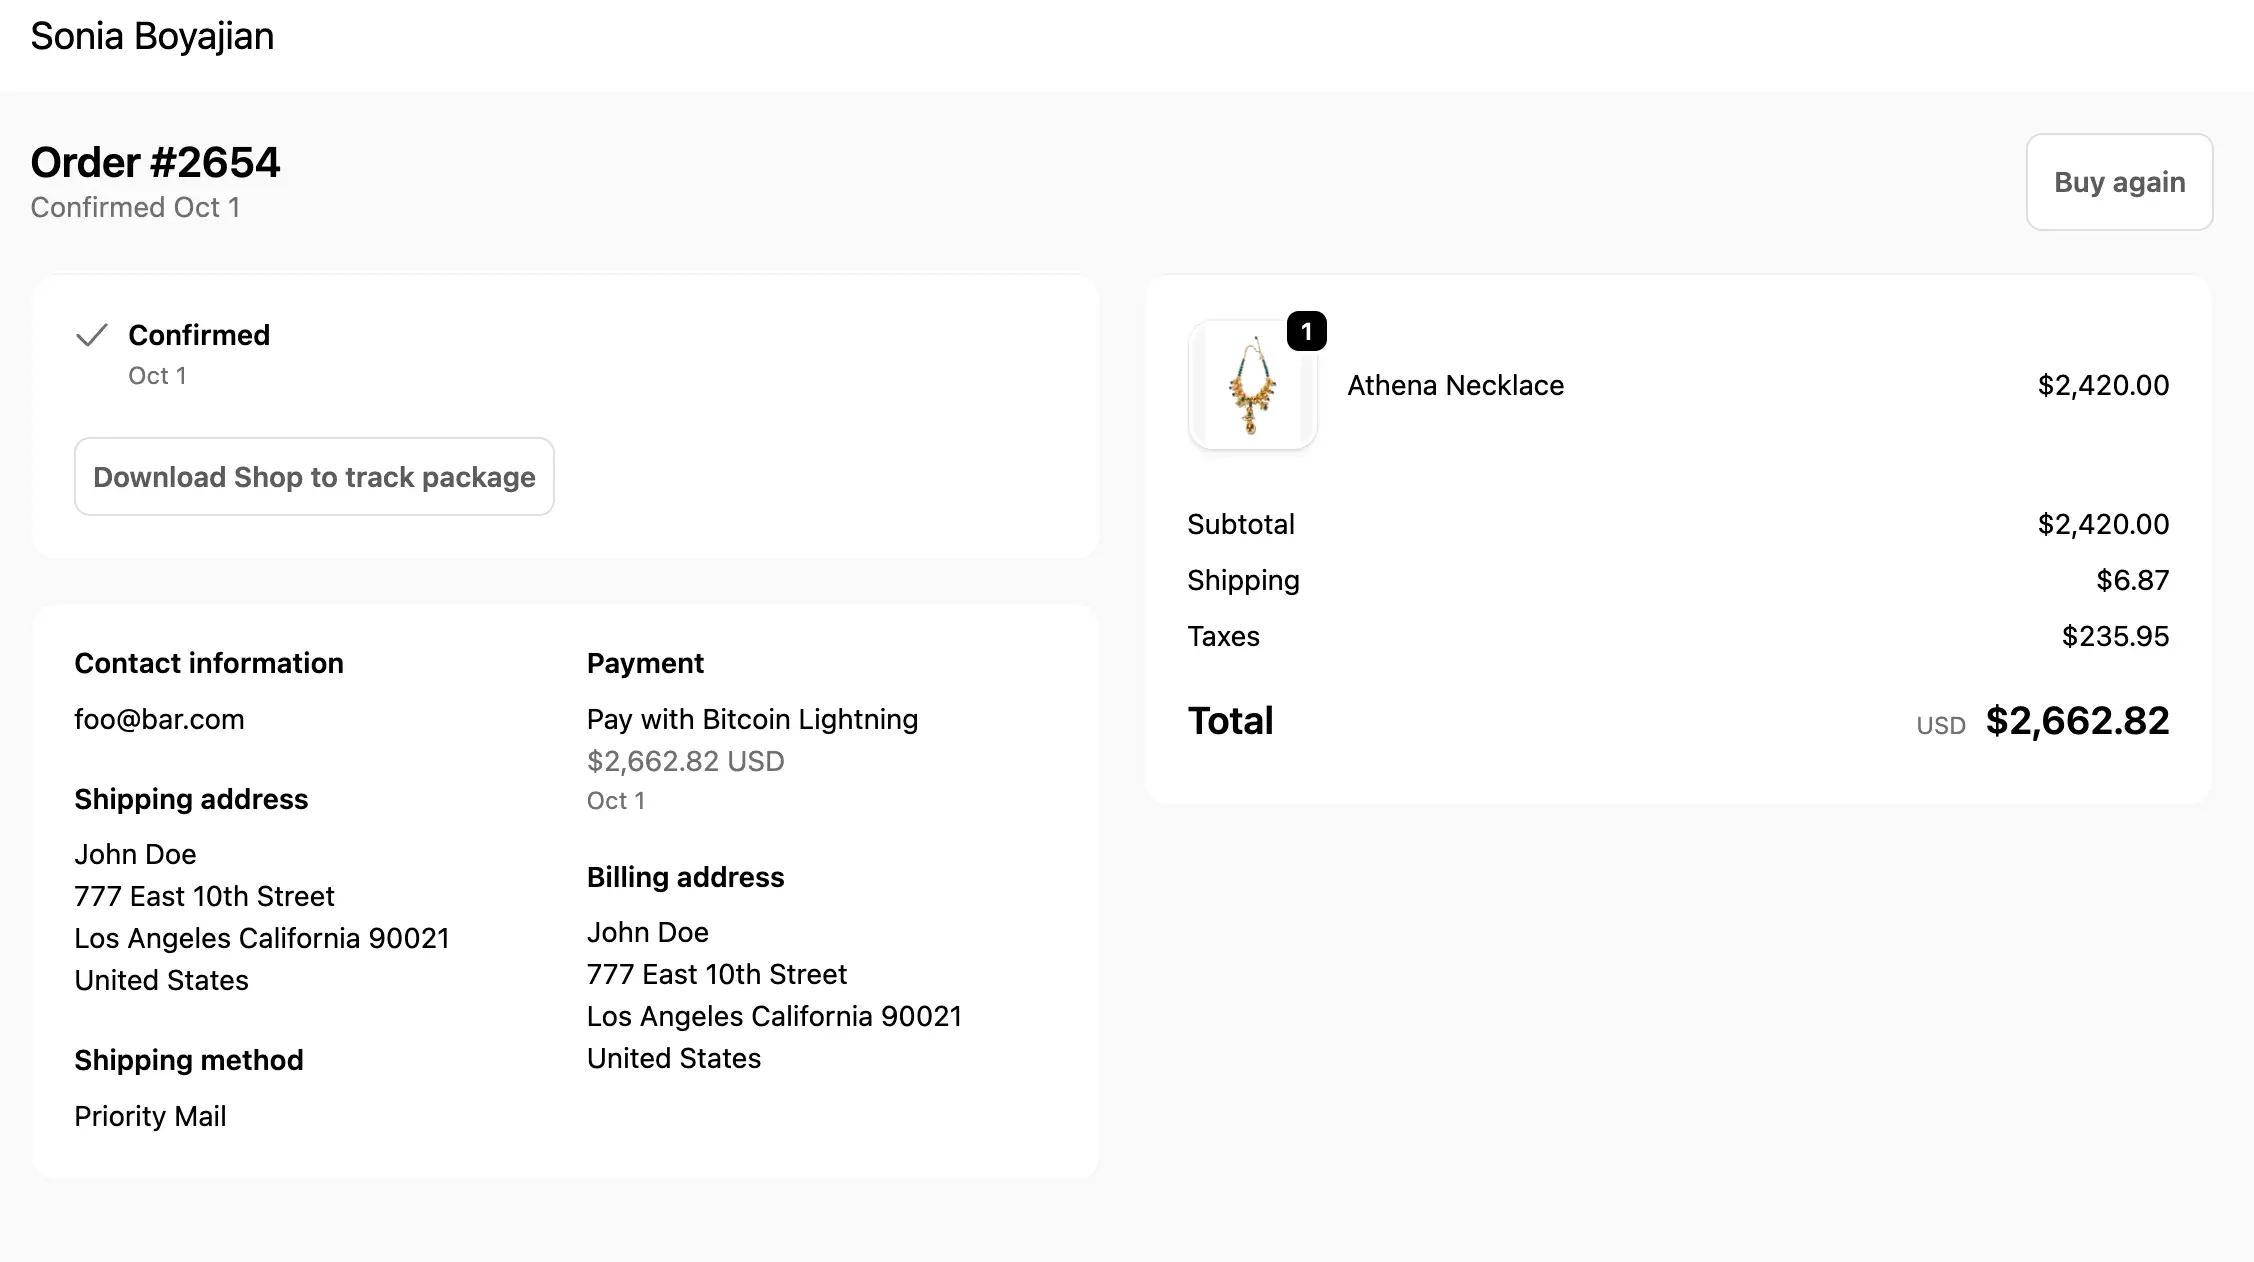 Sonia Boyajian
Order #2654
Confirmed Oct 1
Buy again
Confirmed
Oct 1
Download Shop to track package
Contact information
foo@bar.com
Shipping address
John Doe
777 East 10th Street
Los Angeles California 90021
United States
Shipping method
Priority Mail
Payment
Pay with Bitcoin Lightning
$2,662.82 USD
Oct 1
Billing address
John Doe
777 East 10th Street
Los Angeles California 90021
United States
1
Athena Necklace $2,420.00
Subtotal $2,420.00
Shipping $6.87
Taxes $235.95
Total USD $2,662.82